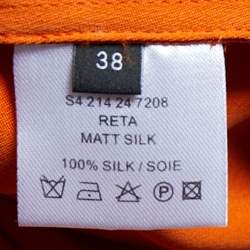 38
S4 214 24 7208
RETA
MATT SILK
100% SILK / SOIE
P